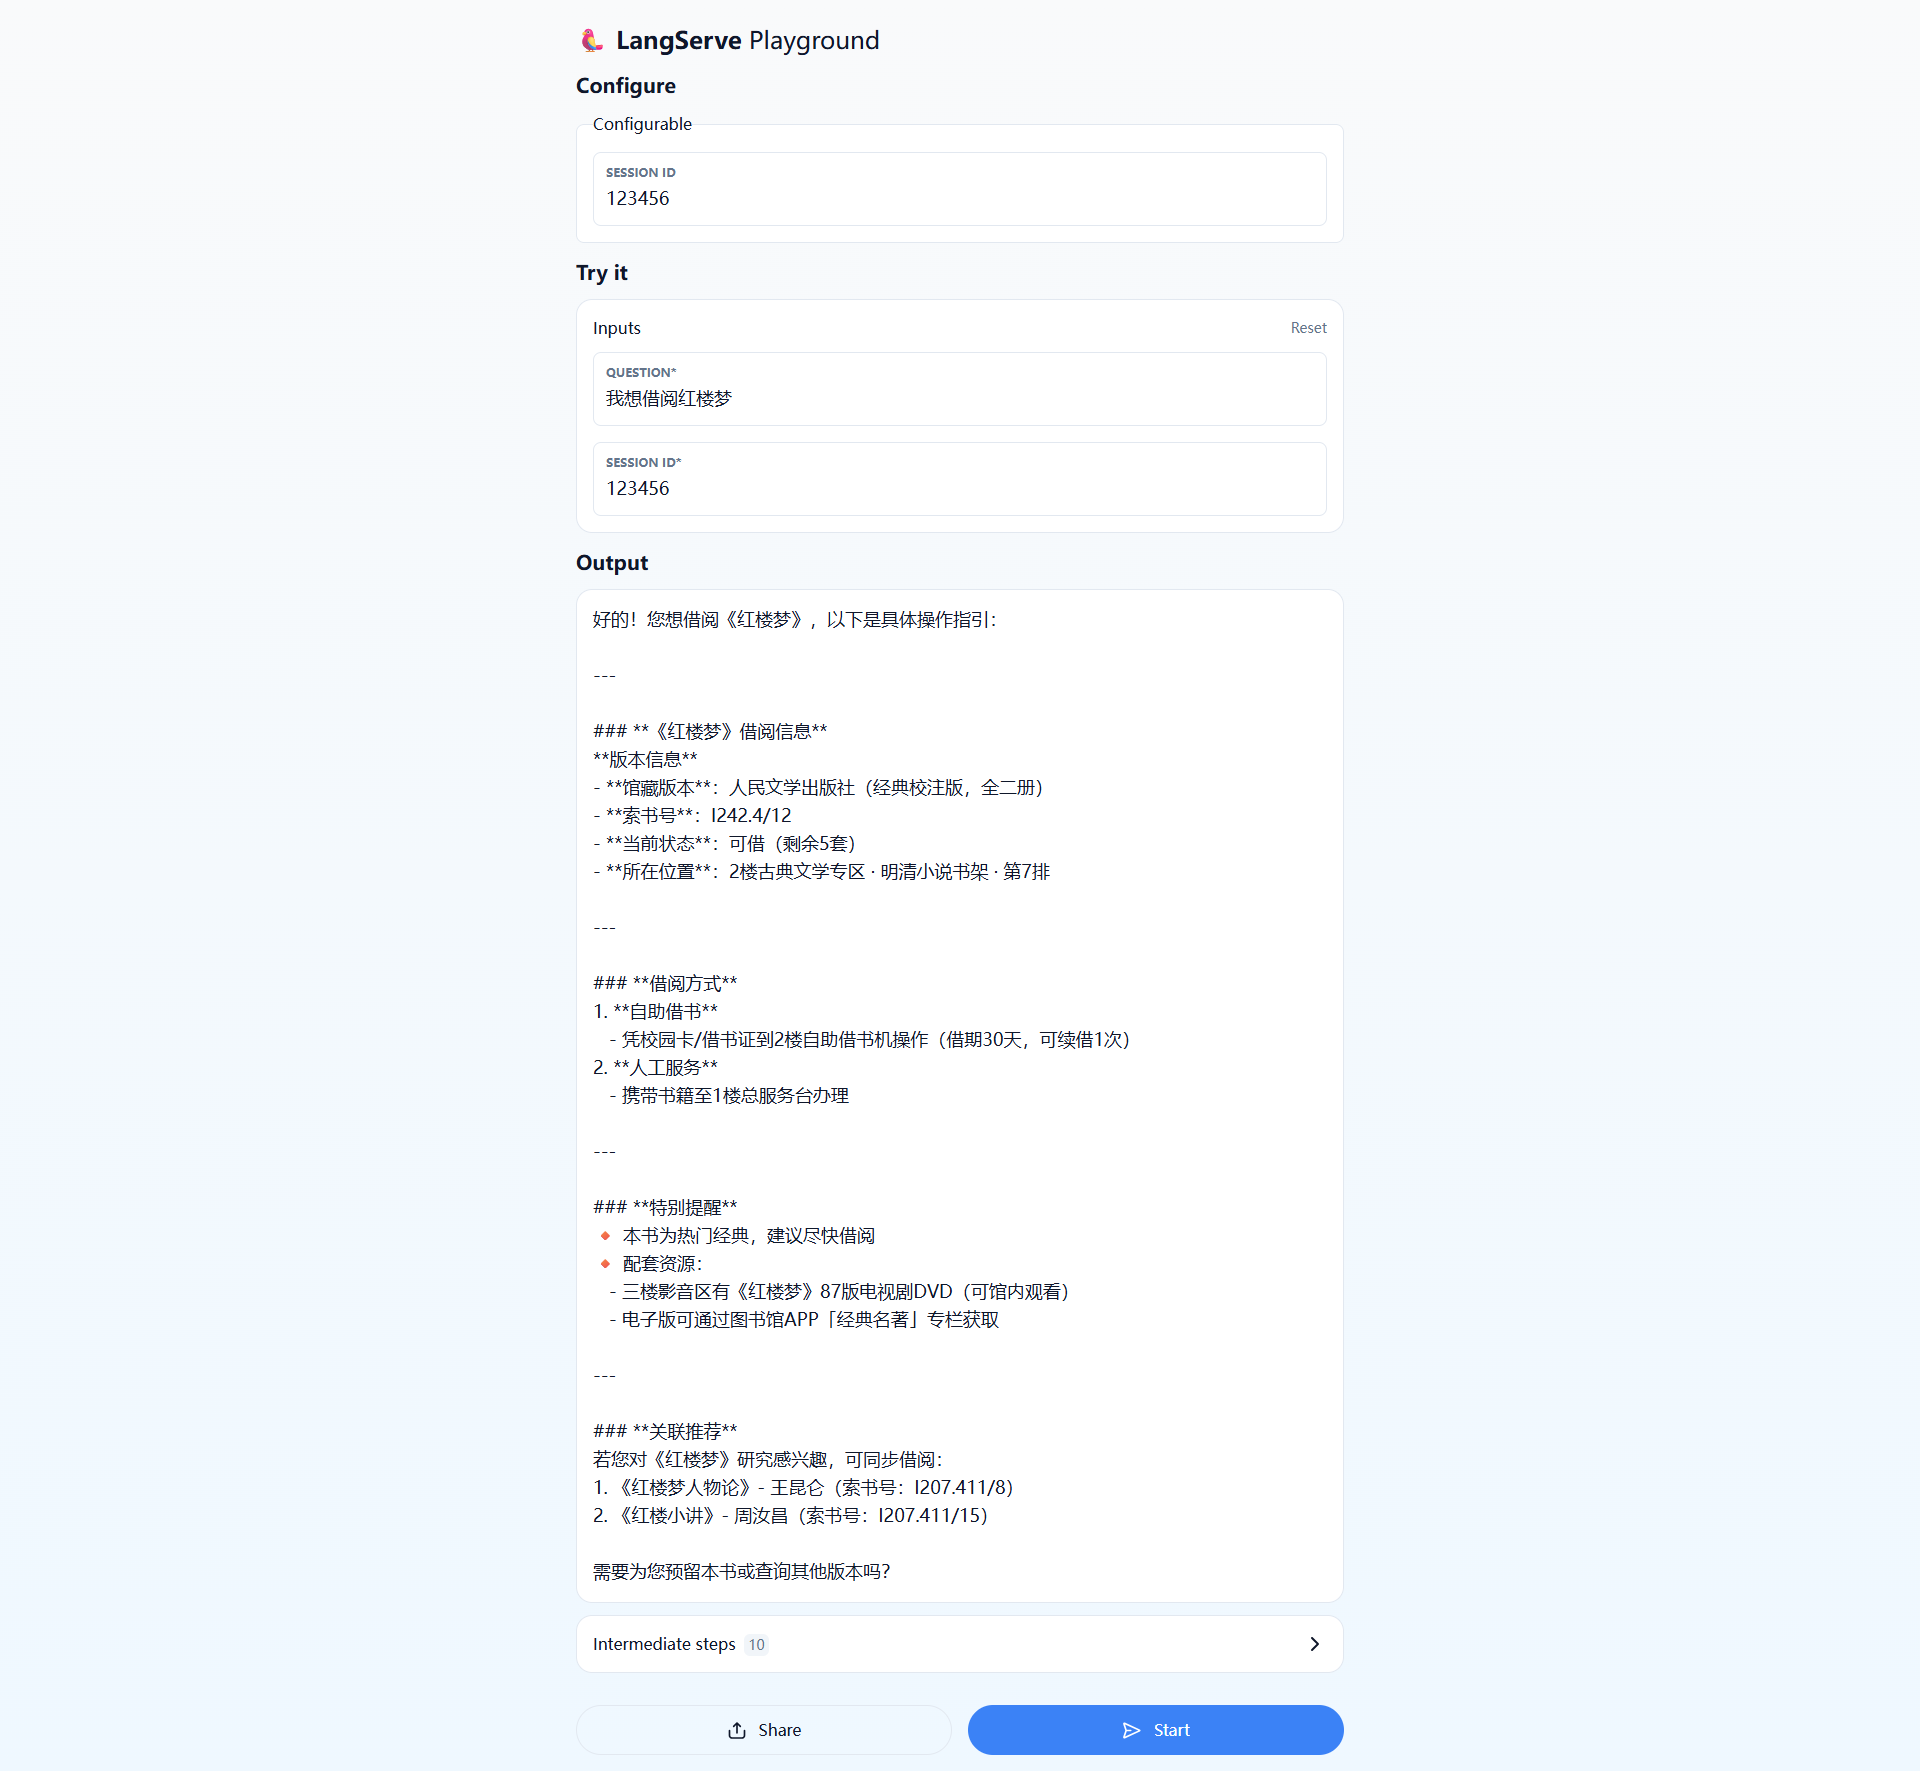 LangServe Playground
Configure
Configurable
SESSION ID
123456
Try it
Inputs
Reset
QUESTION*
我想借阅红楼梦
SESSION ID*
123456
Output
好的！您想借阅《红楼梦》，以下是具体操作指引：
---
### **《红楼梦》借阅信息**
**版本信息**
- **馆藏版本**：人民文学出版社（经典校注版，全二册）
- **索书号**：I242.4/12
- **当前状态**：可借（剩余5套）
- **所在位置**：2楼古典文学专区 · 明清小说书架 · 第7排
---
### **借阅方式**
1. **自助借书**
- 凭校园卡/借书证到2楼自助借书机操作（借期30天，可续借1次）
2. **人工服务**
- 携带书籍至1楼总服务台办理
---
### **特别提醒**
🔸 本书为热门经典，建议尽快借阅
🔸 配套资源：
- 三楼影音区有《红楼梦》87版电视剧DVD（可馆内观看）
- 电子版可通过图书馆APP「经典名著」专栏获取
---
### **关联推荐**
若您对《红楼梦》研究感兴趣，可同步借阅：
1. 《红楼梦人物论》- 王昆仑（索书号：I207.411/8）
2. 《红楼小讲》- 周汝昌（索书号：I207.411/15）
需要为您预留本书或查询其他版本吗？
Intermediate steps 10
Share
Start